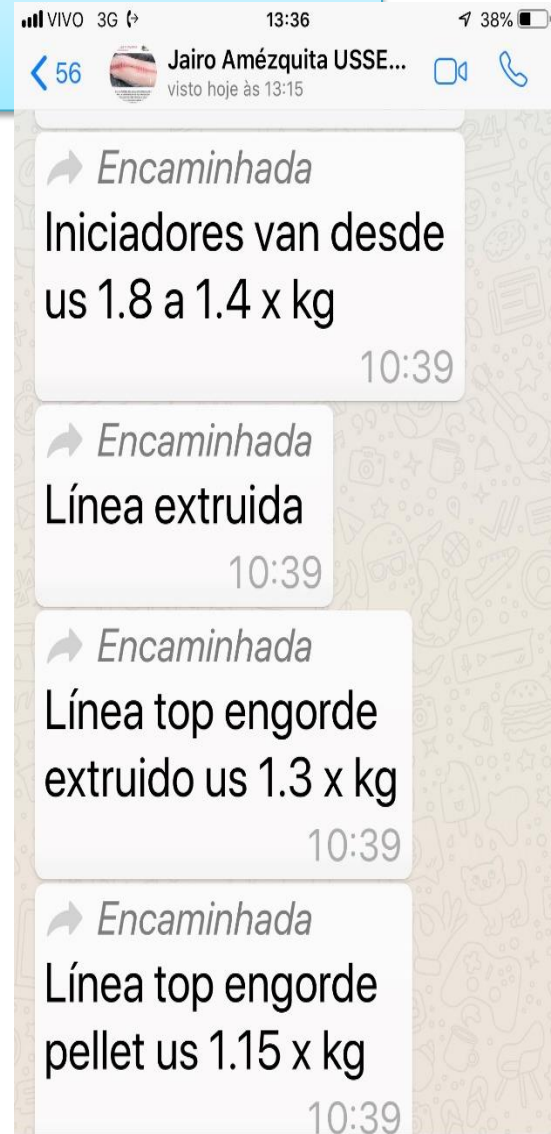 VIVO 3G 13:36 38%
56 Jairo Amézquita USSE...
visto hoje às 13:15
Encaminhada
Iniciadores van desde
us 1.8 a 1.4 x kg
10:39
Encaminhada
Línea extruida
10:39
Encaminhada
Línea top engorde
extruido us 1.3 x kg
10:39
Encaminhada
Línea top engorde
pellet us 1.15 x kg
10:39